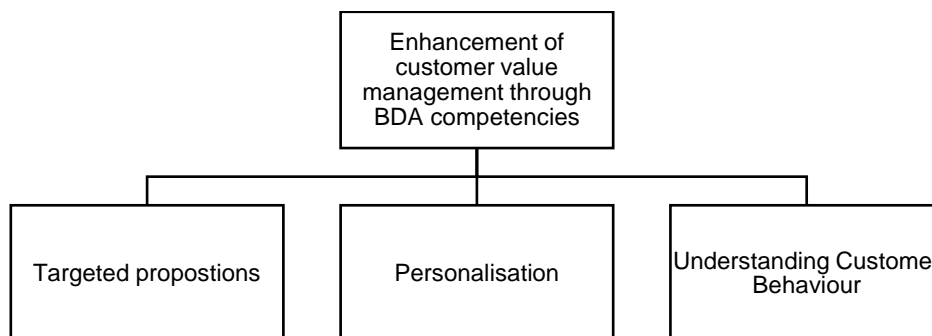 Enhancement of
customer value
management through
BDA competencies
Targeted propostions
Personalisation
Understanding Custome
Behaviour